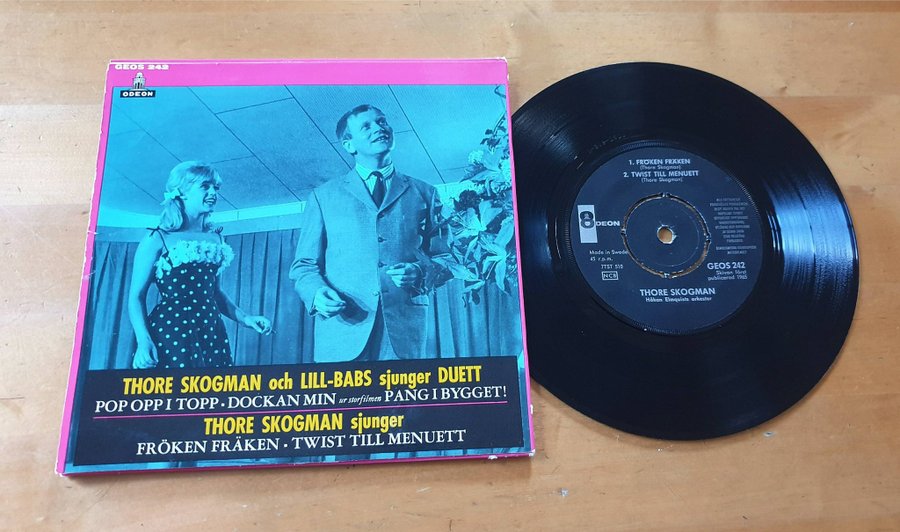 GEOS 242
ODEON
THORE SKOGMAN och LILL-BABS sjunger DUETT
POP OPP I TOPP · DOCKAN MIN ur storfilmen PANG I BYGGET!
THORE SKOGMAN sjunger
FRÖKEN FRÄKEN · TWIST TILL MENUETT
1. FRÖKEN FRÄKEN
(Thore Skogman)
2. TWIST TILL MENUETT
(Thore Skogman)
ODEON
Made in Sweden
45 r.p.m.
7TST 510
NCB
GEOS 242
Skivan först
publicerad 1965
THORE SKOGMAN
Håkan Elmquists orkester